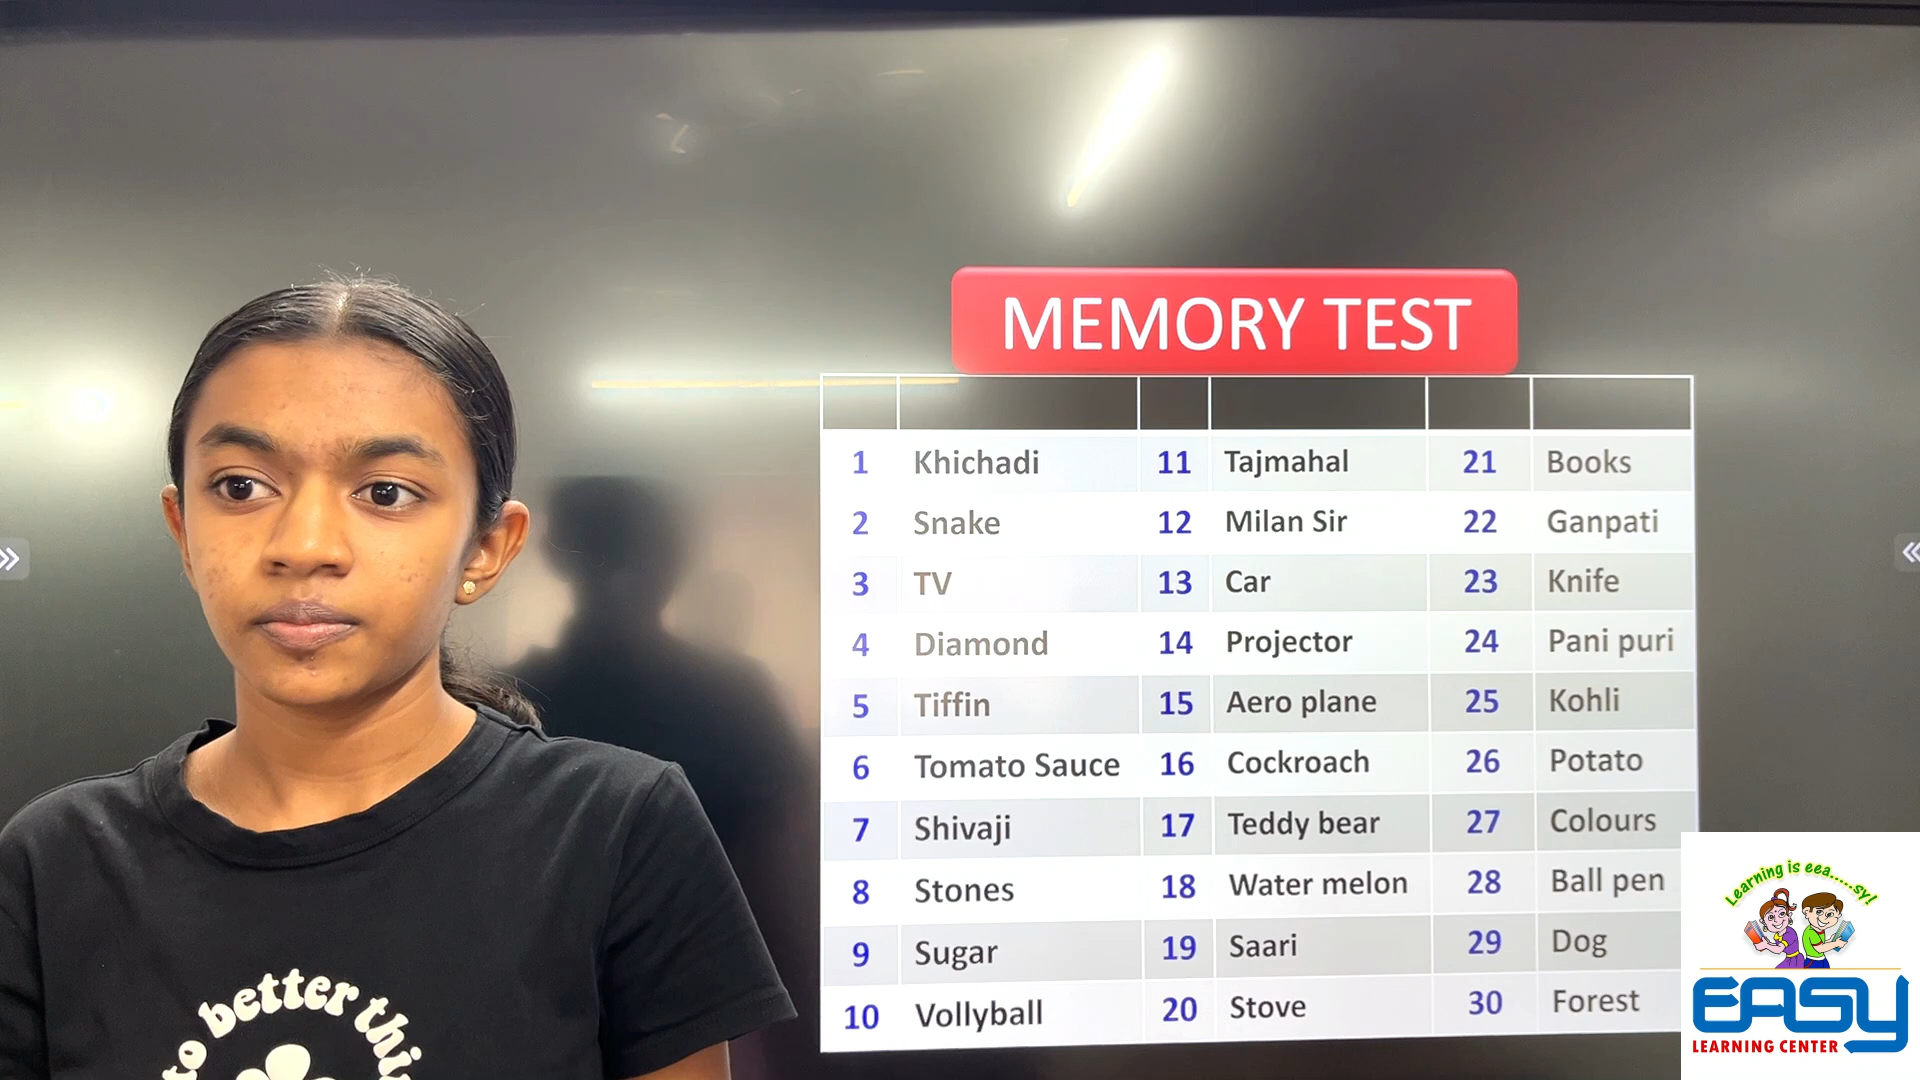 MEMORY TEST
1 Khichadi 11 Tajmahal 21 Books
2 Snake 12 Milan Sir 22 Ganpati
3 TV 13 Car 23 Knife
4 Diamond 14 Projector 24 Pani puri
5 Tiffin 15 Aero plane 25 Kohli
6 Tomato Sauce 16 Cockroach 26 Potato
7 Shivaji 17 Teddy bear 27 Colours
8 Stones 18 Water melon 28 Ball pen
9 Sugar 19 Saari 29 Dog
10 Vollyball 20 Stove 30 Forest
to better
Learning is eea.....sy!
EASY
LEARNING CENTER